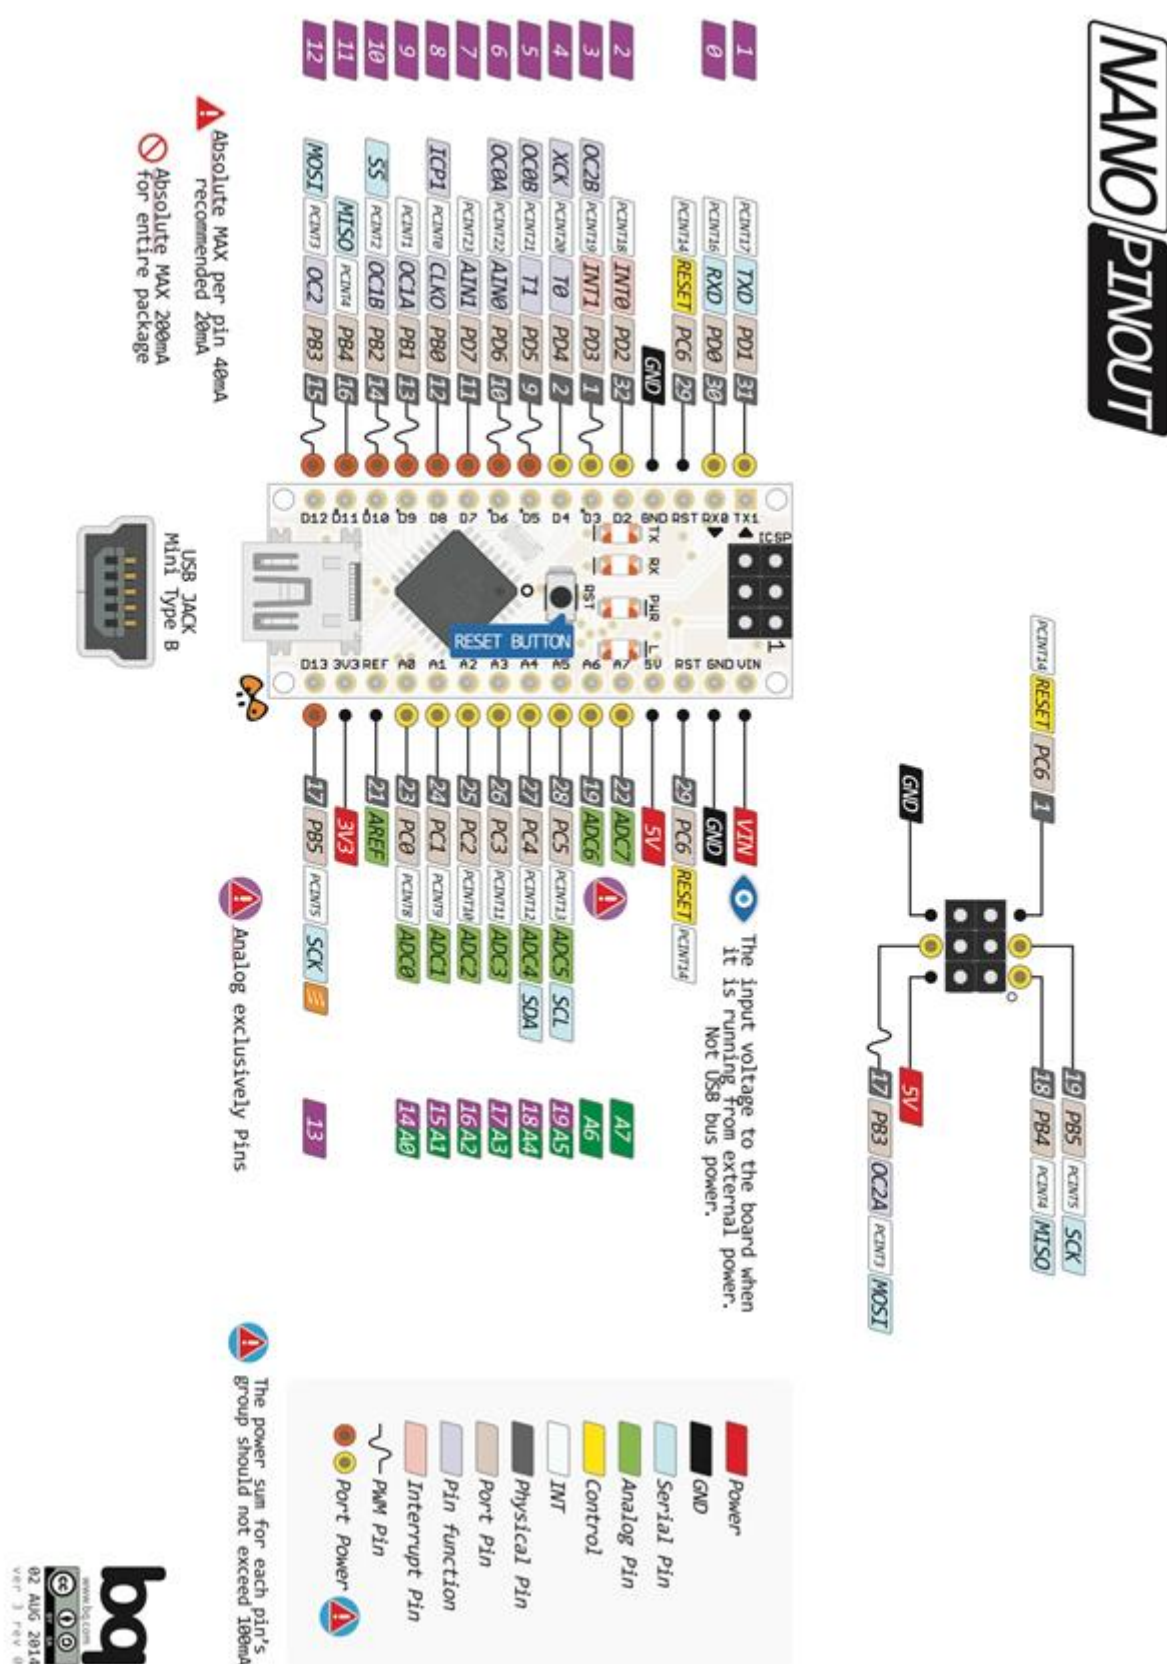 NANO PINOUT
19 PB5 PCINT5 SCK
PCINT14 RESET PC6 1 18 PB4 PCINT4 MISO
GND 5V
17 PB3 OC2A PCINT3 MOSI
1 PCINT17 TXD PD1 31 TX1 ICSP 1 VIN VIN
0 PCINT16 RXD PD0 30 RX0 GND GND
PCINT14 RESET PC6 29 RST RST 29 PC6 RESET PCINT14
GND GND 5V 5V
2 PCINT18 INT0 PD2 32 D2 A7 22 ADC7 A7
3 OC2B PCINT19 INT1 PD3 1 D3 A6 19 ADC6 A6
4 XCK PCINT20 T0 PD4 2 D4 A5 28 PC5 PCINT13 ADC5 SCL 19 A5
5 OC0B PCINT21 T1 PD5 9 D5 A4 27 PC4 PCINT12 ADC4 SDA 18 A4
6 OC0A PCINT22 AIN0 PD6 10 D6 A3 26 PC3 PCINT11 ADC3 17 A3
7 PCINT23 AIN1 PD7 11 D7 A2 25 PC2 PCINT10 ADC2 16 A2
8 ICP1 PCINT0 CLKO PB0 12 D8 A1 24 PC1 PCINT9 ADC1 15 A1
9 PCINT1 OC1A PB1 13 D9 A0 23 PC0 PCINT8 ADC0 14 A0
10 SS PCINT2 OC1B PB2 14 D10 REF 21 AREF
11 MISO PCINT4 PB4 16 D11 3V3 3V3
12 MOSI PCINT3 OC2 PB3 15 D12 D13 17 PB5 PCINT5 SCK 13
TX RX PWR L
RST
RESET BUTTON
The input voltage to the board when
it is running from external power.
Not USB bus power.
Power
GND
Serial Pin
Analog Pin
Control
INT
Physical Pin
Port Pin
Pin function
Interrupt Pin
PWM Pin
Port Power
Absolute MAX per pin 40mA
recommended 20mA
Absolute MAX 200mA
for entire package
USB JACK
Mini Type B
Analog exclusively Pins
The power sum for each pin's
group should not exceed 100mA
bq
www.bq.com
cc BY SA
02 AUG 2014
ver 3 rev 0